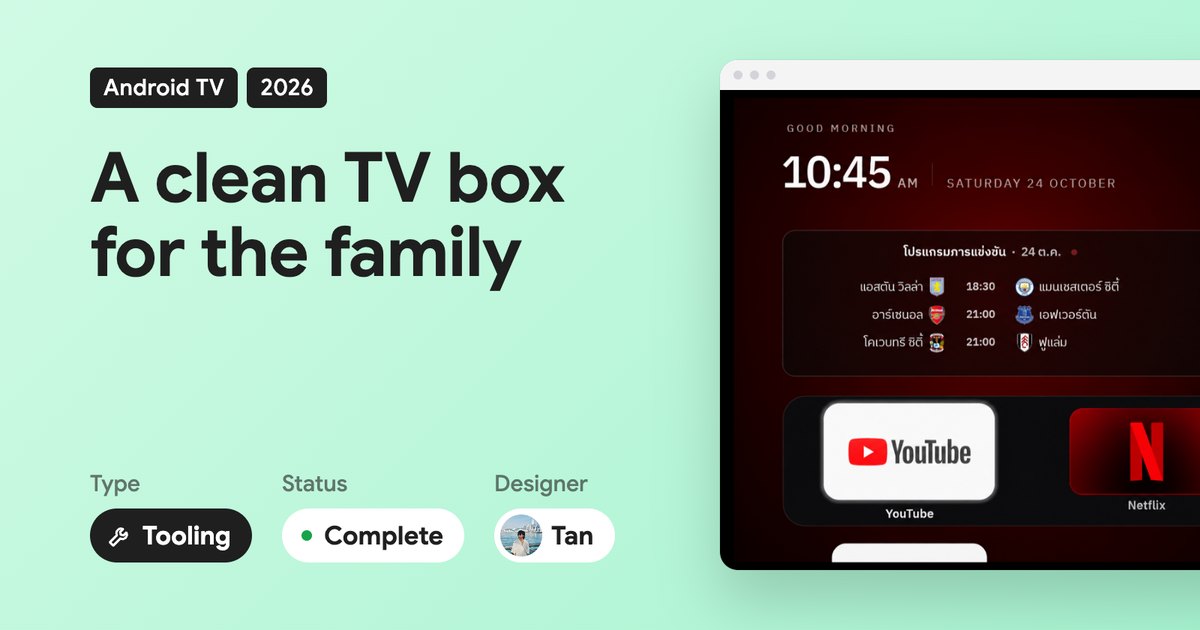 Android TV
2026
A clean TV box
for the family
Type
Status
Designer
Tooling
Complete
Tan
GOOD MORNING
10:45 AM
SATURDAY 24 OCTOBER
โปรแกรมการแข่งขัน · 24 ต.ค.
แอสตัน วิลล่า 18:30 แมนเชสเตอร์ ซิตี้
อาร์เซนอล 21:00 เอฟเวอร์ตัน
โคเวนทรี ซิตี้ 21:00 ฟูแล่ม
YouTube
YouTube
N
Netflix